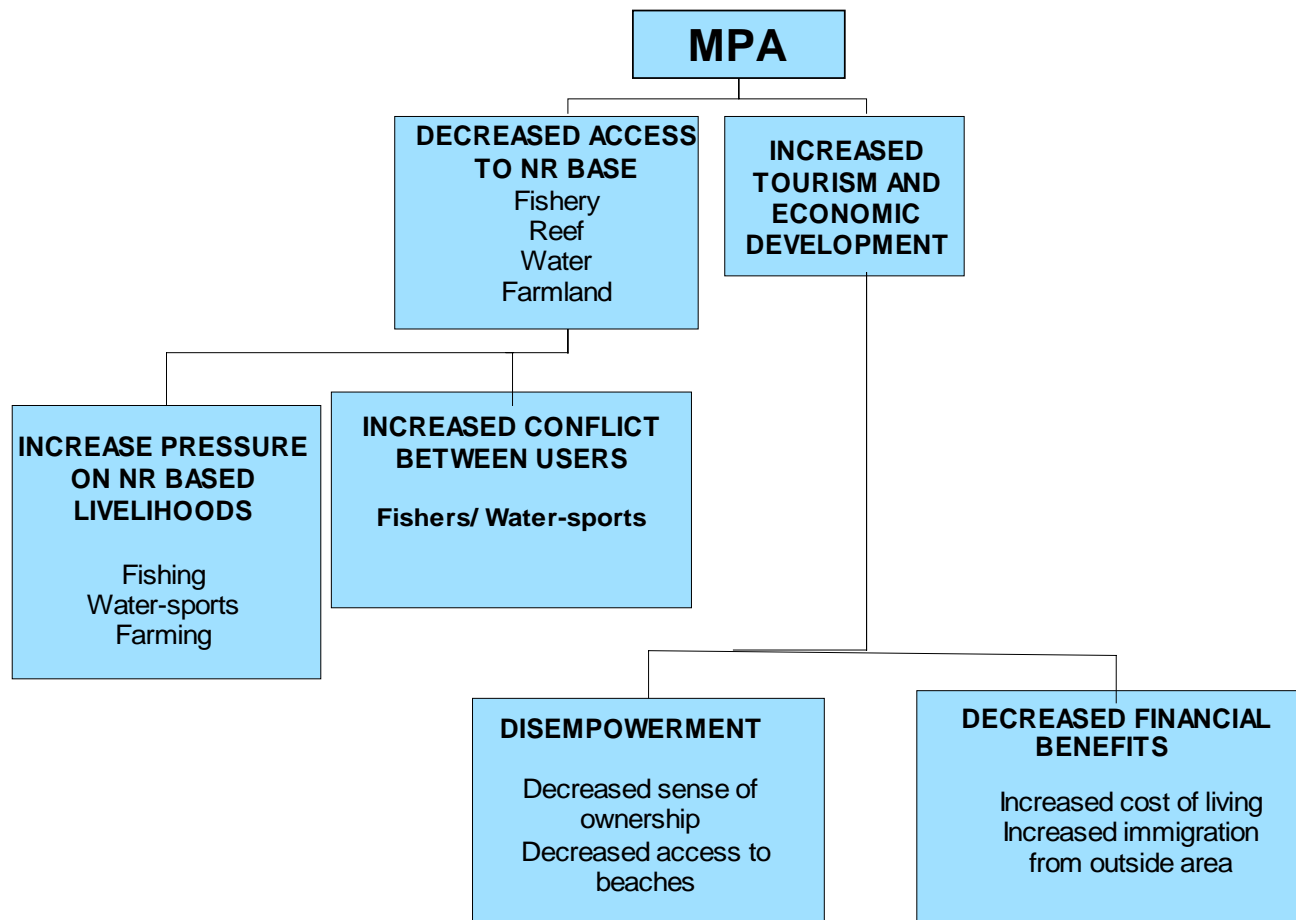 MPA
DECREASED ACCESS
TO NR BASE
Fishery
Reef
Water
Farmland
INCREASED
TOURISM AND
ECONOMIC
DEVELOPMENT
INCREASE PRESSURE
ON NR BASED
LIVELIHOODS
Fishing
Water-sports
Farming
INCREASED CONFLICT
BETWEEN USERS
Fishers/ Water-sports
DISEMPOWERMENT
Decreased sense of
ownership
Decreased access to
beaches
DECREASED FINANCIAL
BENEFITS
Increased cost of living
Increased immigration
from outside area